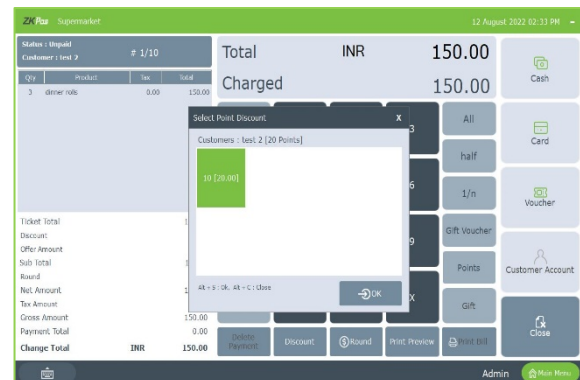 ZKPos Supermarket
12 August 2022 02:33 PM
Status : Unpaid
Customer : test 2
# 1/10
Qty Product Tax Total
3 dinner rolls 0.00 150.00
Total INR 150.00
Charged 150.00
Select Point Discount X
Customers : test 2 [20 Points]
10 [20.00]
Alt + S : Ok, Alt + C : Close
OK
3
6
9
X
All
half
1/n
Gift Voucher
Points
Gift
Cash
Card
Voucher
Customer Account
Close
Ticket Total
Discount
Offer Amount
Sub Total
Round
Net Amount
Tax Amount
Gross Amount 150.00
Payment Total 0.00
Change Total INR 150.00
Delete Payment
Discount
Round
Print Preview
Print Bill
Admin
Main Menu